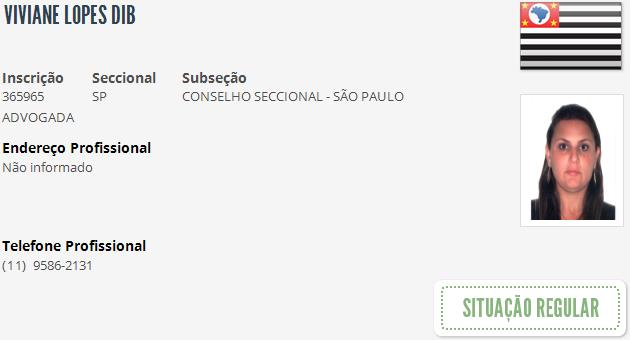 VIVIANE LOPES DIB
Inscrição Seccional Subseção
365965 SP CONSELHO SECCIONAL - SÃO PAULO
ADVOGADA
Endereço Profissional
Não informado
Telefone Profissional
(11) 9586-2131
SITUAÇÃO REGULAR